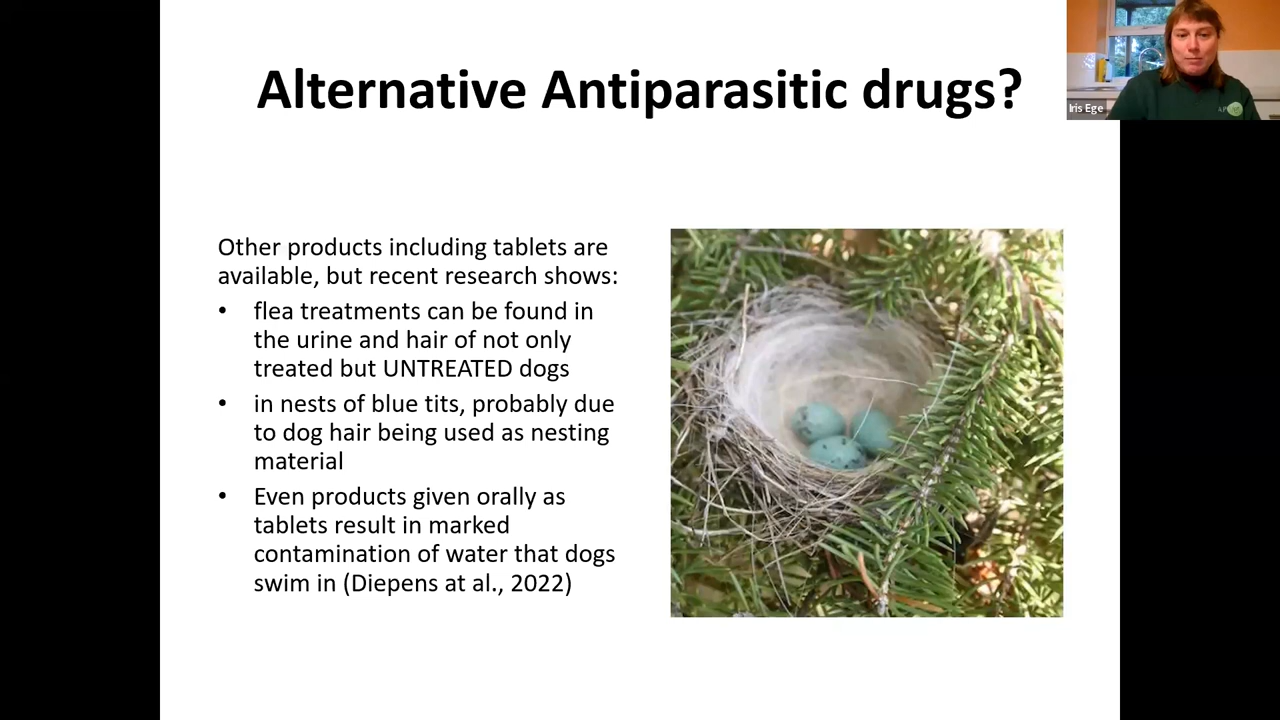 Alternative Antiparasitic drugs?
Iris Ege
Other products including tablets are
available, but recent research shows:
• flea treatments can be found in
the urine and hair of not only
treated but UNTREATED dogs
• in nests of blue tits, probably due
to dog hair being used as nesting
material
• Even products given orally as
tablets result in marked
contamination of water that dogs
swim in (Diepens at al., 2022)